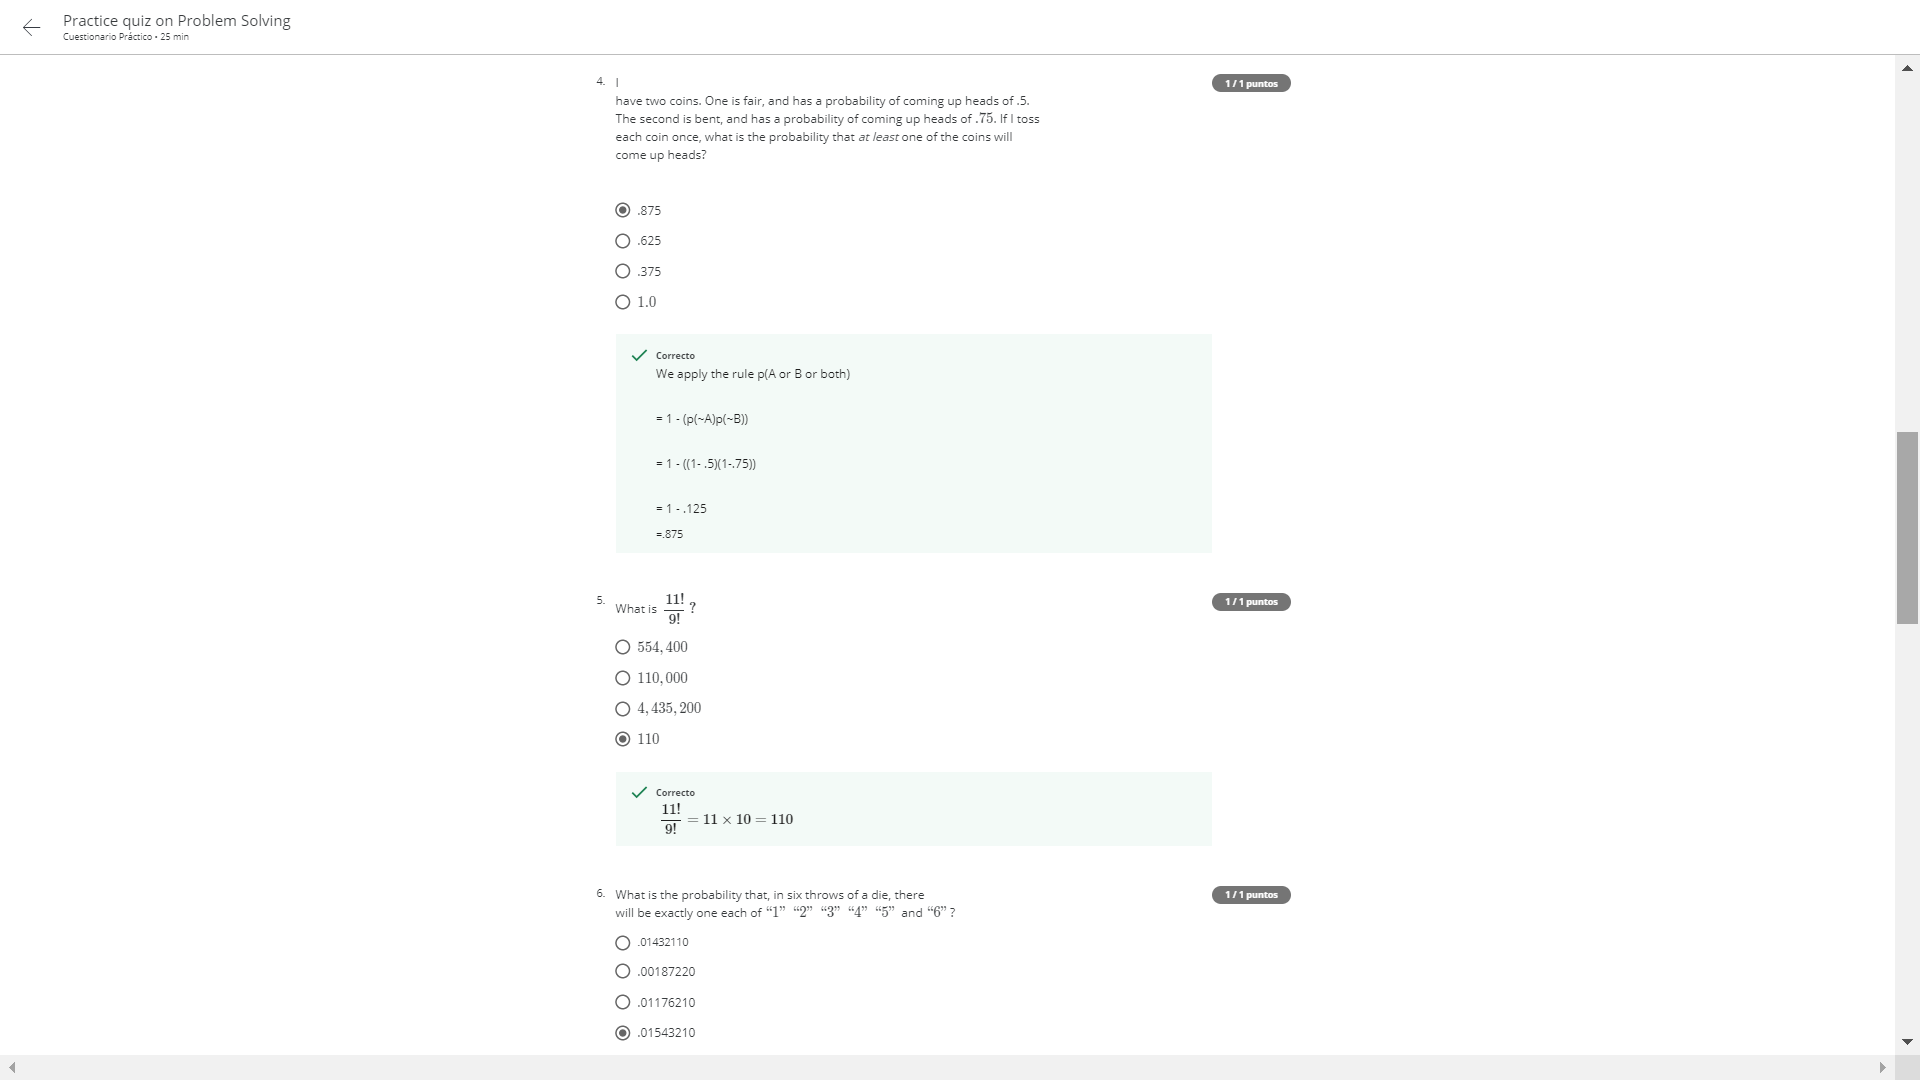 Practice quiz on Problem Solving
Cuestionario Práctico • 25 min
4. I
1 / 1 puntos
have two coins. One is fair, and has a probability of coming up heads of .5.
The second is bent, and has a probability of coming up heads of .75. If I toss
each coin once, what is the probability that at least one of the coins will
come up heads?
.875
.625
.375
1.0
Correcto
We apply the rule p(A or B or both)
= 1 - (p(~A)p(~B))
= 1 - ((1- .5)(1-.75))
= 1 - .125
=.875
5. What is 11!/9! ?
1 / 1 puntos
554, 400
110, 000
4, 435, 200
110
Correcto
11!/9! = 11 × 10 = 110
6. What is the probability that, in six throws of a die, there
1 / 1 puntos
will be exactly one each of “1” “2” “3” “4” “5” and “6” ?
.01432110
.00187220
.01176210
.01543210